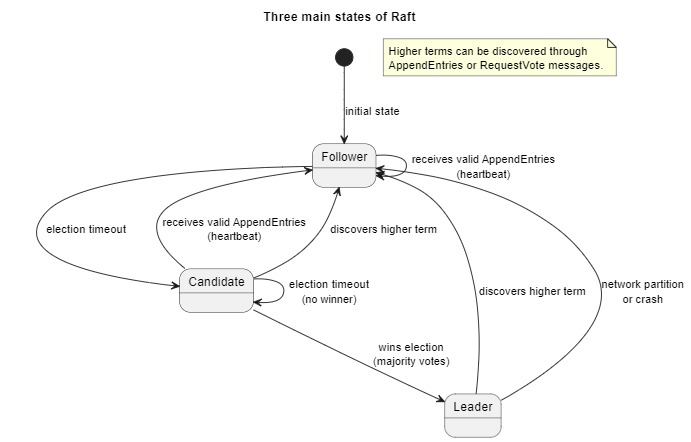 Three main states of Raft
Higher terms can be discovered through
AppendEntries or RequestVote messages.
initial state
Follower
receives valid AppendEntries
(heartbeat)
election timeout
receives valid AppendEntries
(heartbeat)
discovers higher term
Candidate
election timeout
(no winner)
discovers higher term
network partition
or crash
wins election
(majority votes)
Leader